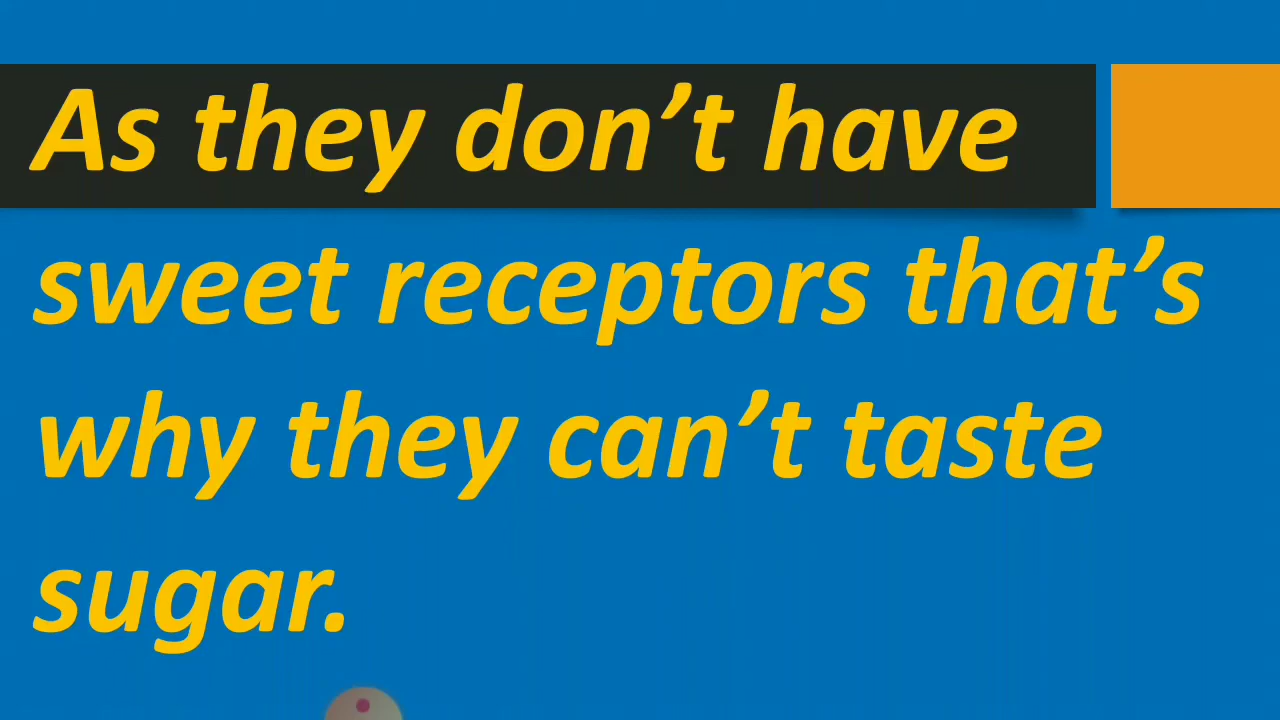 As they don’t have
sweet receptors that’s
why they can’t taste
sugar.